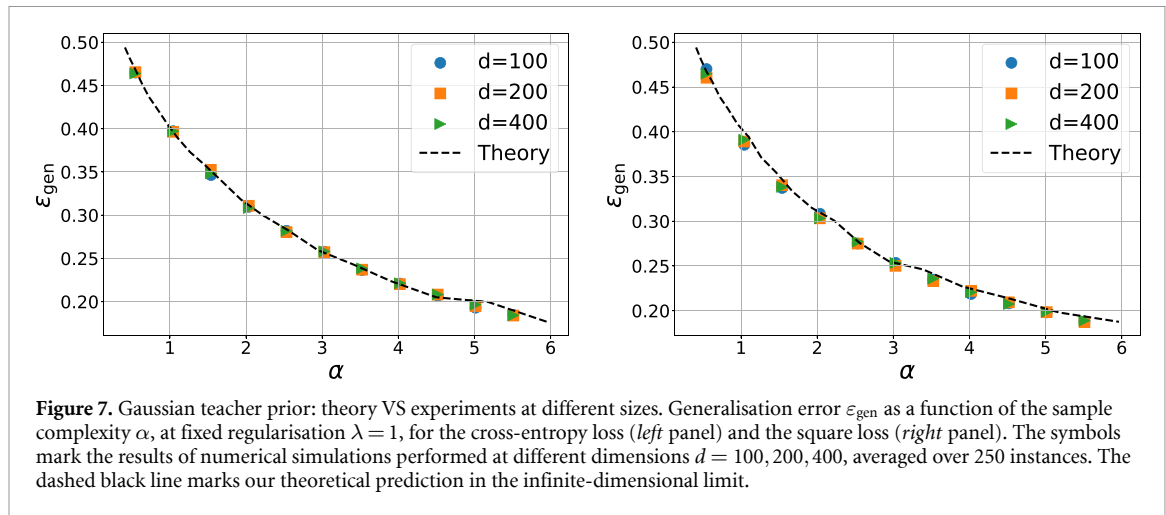 0.50
0.45
0.40
0.35
0.30
0.25
0.20
εgen
1 2 3 4 5 6
α
d=100
d=200
d=400
Theory
0.50
0.45
0.40
0.35
0.30
0.25
0.20
εgen
1 2 3 4 5 6
α
d=100
d=200
d=400
Theory
Figure 7. Gaussian teacher prior: theory VS experiments at different sizes. Generalisation error εgen as a function of the sample
complexity α, at fixed regularisation λ = 1, for the cross-entropy loss (left panel) and the square loss (right panel). The symbols
mark the results of numerical simulations performed at different dimensions d = 100, 200, 400, averaged over 250 instances. The
dashed black line marks our theoretical prediction in the infinite-dimensional limit.